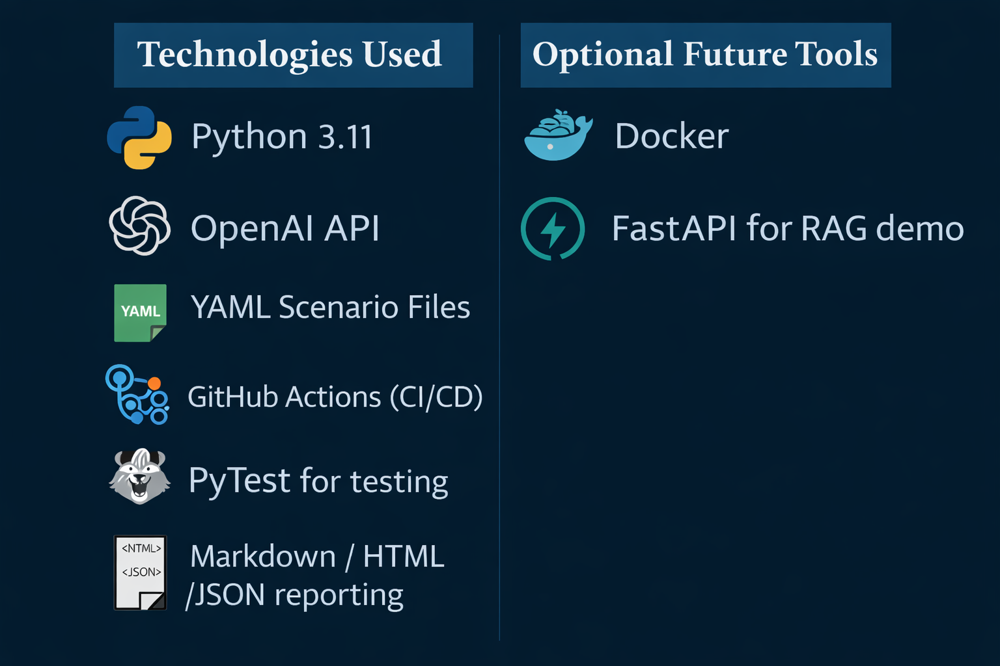 Technologies Used
Python 3.11
OpenAI API
YAML
YAML Scenario Files
GitHub Actions (CI/CD)
PyTest for testing
<NTML>
<JSON>
Markdown / HTML
/JSON reporting
Optional Future Tools
Docker
FastAPI for RAG demo